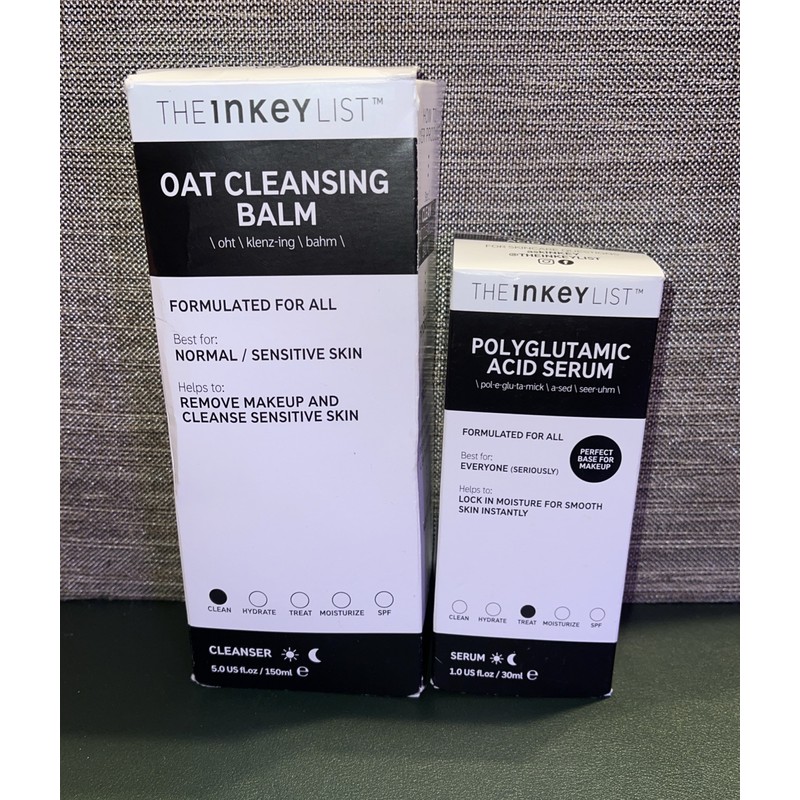 THE INKEY LIST™
OAT CLEANSING
BALM
\ oht \ klenz-ing \ bahm \
FORMULATED FOR ALL
Best for:
NORMAL / SENSITIVE SKIN
Helps to:
REMOVE MAKEUP AND
CLEANSE SENSITIVE SKIN
CLEAN HYDRATE TREAT MOISTURIZE SPF
CLEANSER
5.0 US fl.oz / 150ml ℮
HOW TO
@THEINKEYLIST
THE INKEY LIST™
POLYGLUTAMIC
ACID SERUM
\ pol-e-glu-ta-mick \ a-sed \ seer-uhm \
FORMULATED FOR ALL
Best for:
EVERYONE (SERIOUSLY)
PERFECT
BASE FOR
MAKEUP
Helps to:
LOCK IN MOISTURE FOR SMOOTH
SKIN INSTANTLY
CLEAN HYDRATE TREAT MOISTURIZE SPF
SERUM
1.0 US fl.oz / 30ml ℮